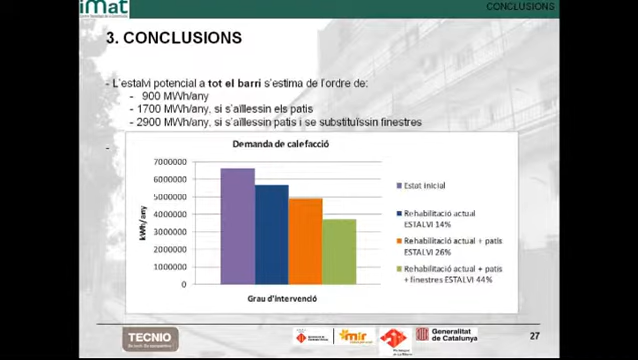 iMat
CONCLUSIONS
3. CONCLUSIONS
- L'estalvi potencial a tot el barri s'estima de l'ordre de:
- 900 MWh/any
- 1700 MWh/any, si s'aïllessin els patis
- 2900 MWh/any, si s'aïllessin patis i se substituïssin finestres
-
Demanda de calefacció
kWh/any
7000000
6000000
5000000
4000000
3000000
2000000
1000000
0
Grau d'intervenció
Estat inicial
Rehabilitació actual
ESTALVI 14%
Rehabilitació actual + patis
ESTALVI 26%
Rehabilitació actual + patis
+ finestres ESTALVI 44%
TECNIO
mir
Generalitat
de Catalunya
27